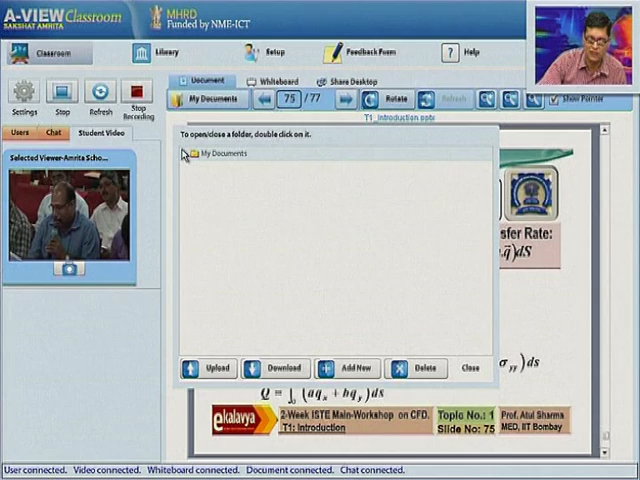 A-VIEW Classroom
SAKSHAT AMRITA
MHRD
Funded by NME-ICT
Classroom
Library
Setup
Feedback Form
? Help
Settings
Stop
Refresh
Stop Recording
Document
Whiteboard
Share Desktop
My Documents
75 / 77
Rotate
Refresh
Show Pointer
T1_Introduction.pptx
Users
Chat
Student Video
Selected Viewer-Amrita Scho...
To open/close a folder, double click on it.
My Documents
sfer Rate:
Upload
Download
Add New
Delete
Close
ekalavya
2-Week ISTE Main-Workshop on CFD.
T1: Introduction
Topic No.: 1
Slide No: 75
Prof. Atul Sharma
MED, IIT Bombay
User connected. Video connected. Whiteboard connected. Document connected. Chat connected.